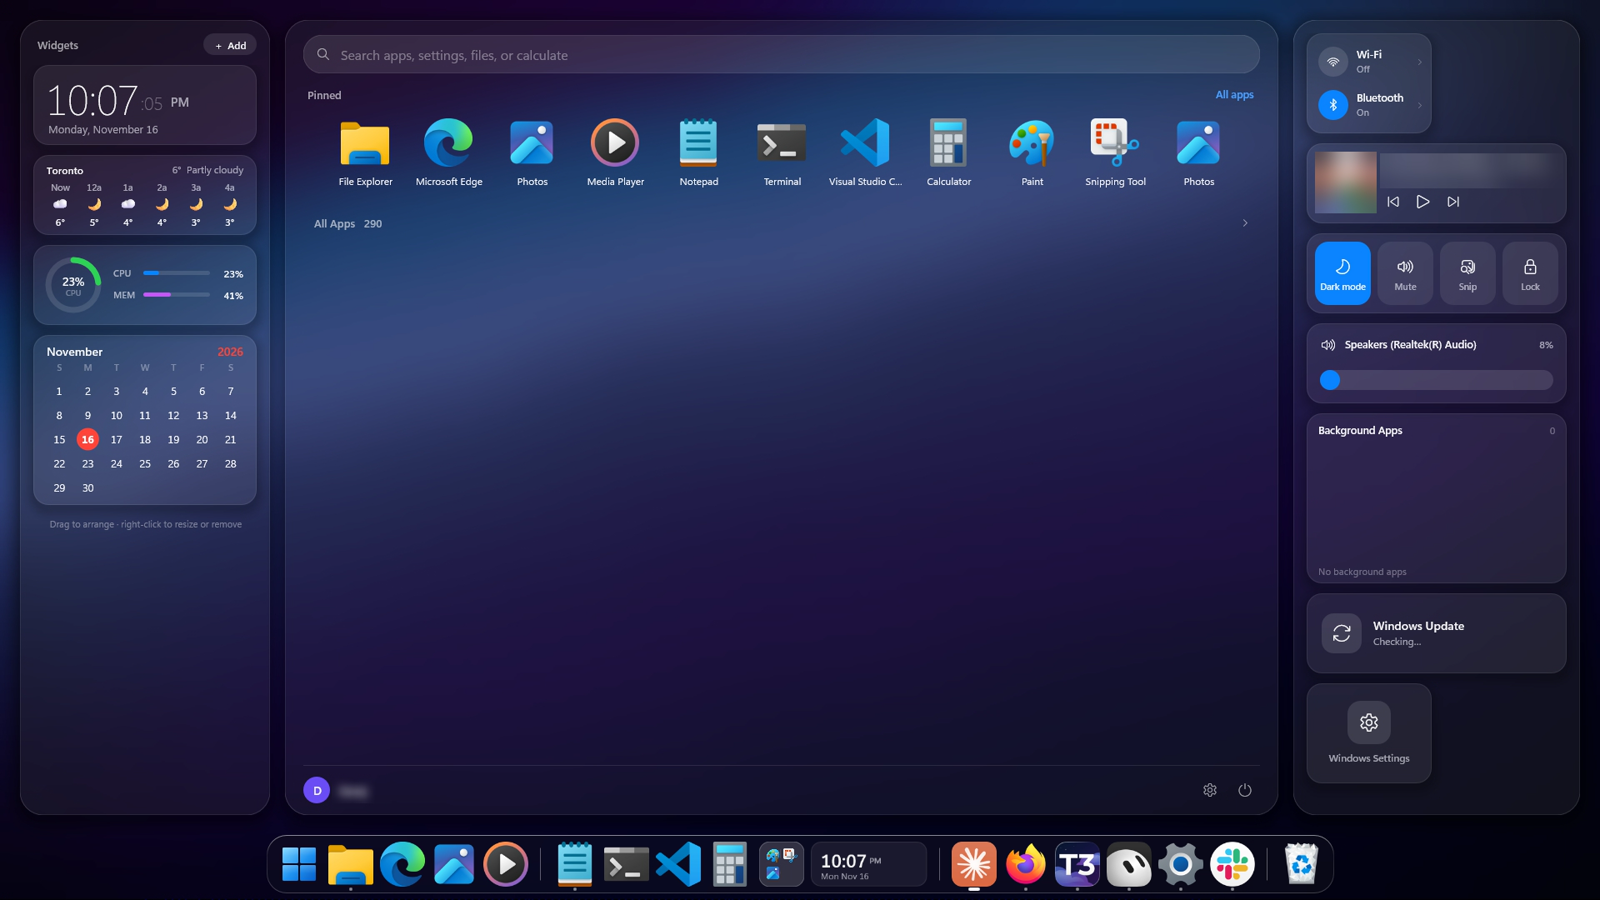 Widgets
+ Add
10:07:05 PM
Monday, November 16
Toronto
6° Partly cloudy
Now 12a 1a 2a 3a 4a
6° 5° 4° 4° 3° 3°
23%
CPU
CPU 23%
MEM 41%
November 2026
S M T W T F S
1 2 3 4 5 6 7
8 9 10 11 12 13 14
15 16 17 18 19 20 21
22 23 24 25 26 27 28
29 30
Drag to arrange · right-click to resize or remove
Search apps, settings, files, or calculate
Pinned
All apps
File Explorer
Microsoft Edge
Photos
Media Player
Notepad
Terminal
Visual Studio C...
Calculator
Paint
Snipping Tool
Photos
All Apps 290
D
Wi-Fi
Off
Bluetooth
On
Dark mode
Mute
Snip
Lock
Speakers (Realtek(R) Audio) 8%
Background Apps 0
No background apps
Windows Update
Checking...
Windows Settings
10:07 PM
Mon Nov 16
T3